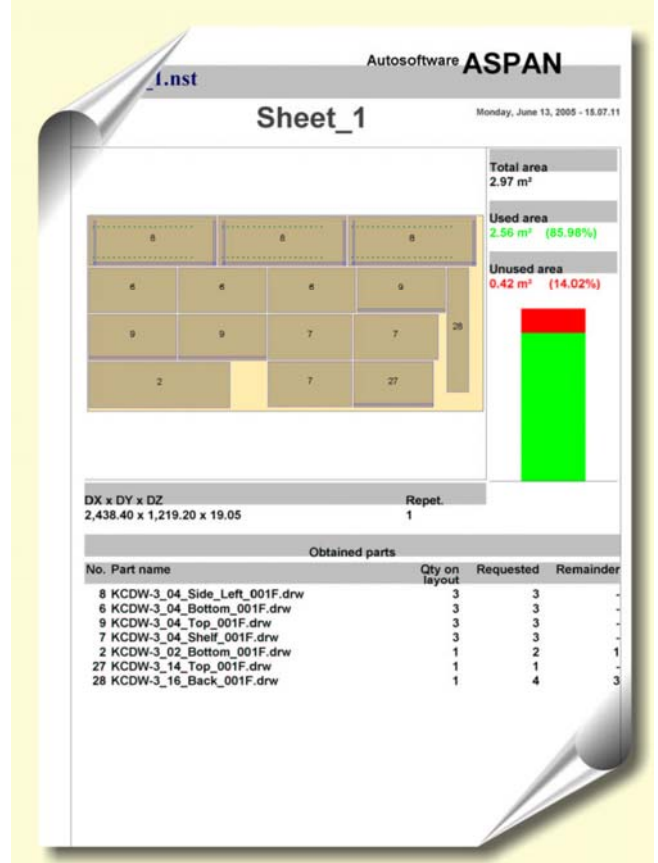 _1.nst
Autosoftware ASPAN
Sheet_1
Monday, June 13, 2005 - 15.07.11
Total area
2.97 m²
Used area
2.56 m² (85.98%)
Unused area
0.42 m² (14.02%)
8 8 8
6 6 6 9
28
9 9 7 7
2 7 27
DX x DY x DZ Repet.
2,438.40 x 1,219.20 x 19.05 1
Obtained parts
No. Part name Qty on layout Requested Remainder
8 KCDW-3_04_Side_Left_001F.drw 3 3 -
6 KCDW-3_04_Bottom_001F.drw 3 3 -
9 KCDW-3_04_Top_001F.drw 3 3 -
7 KCDW-3_04_Shelf_001F.drw 3 3 -
2 KCDW-3_02_Bottom_001F.drw 1 2 1
27 KCDW-3_14_Top_001F.drw 1 1 -
28 KCDW-3_16_Back_001F.drw 1 4 3